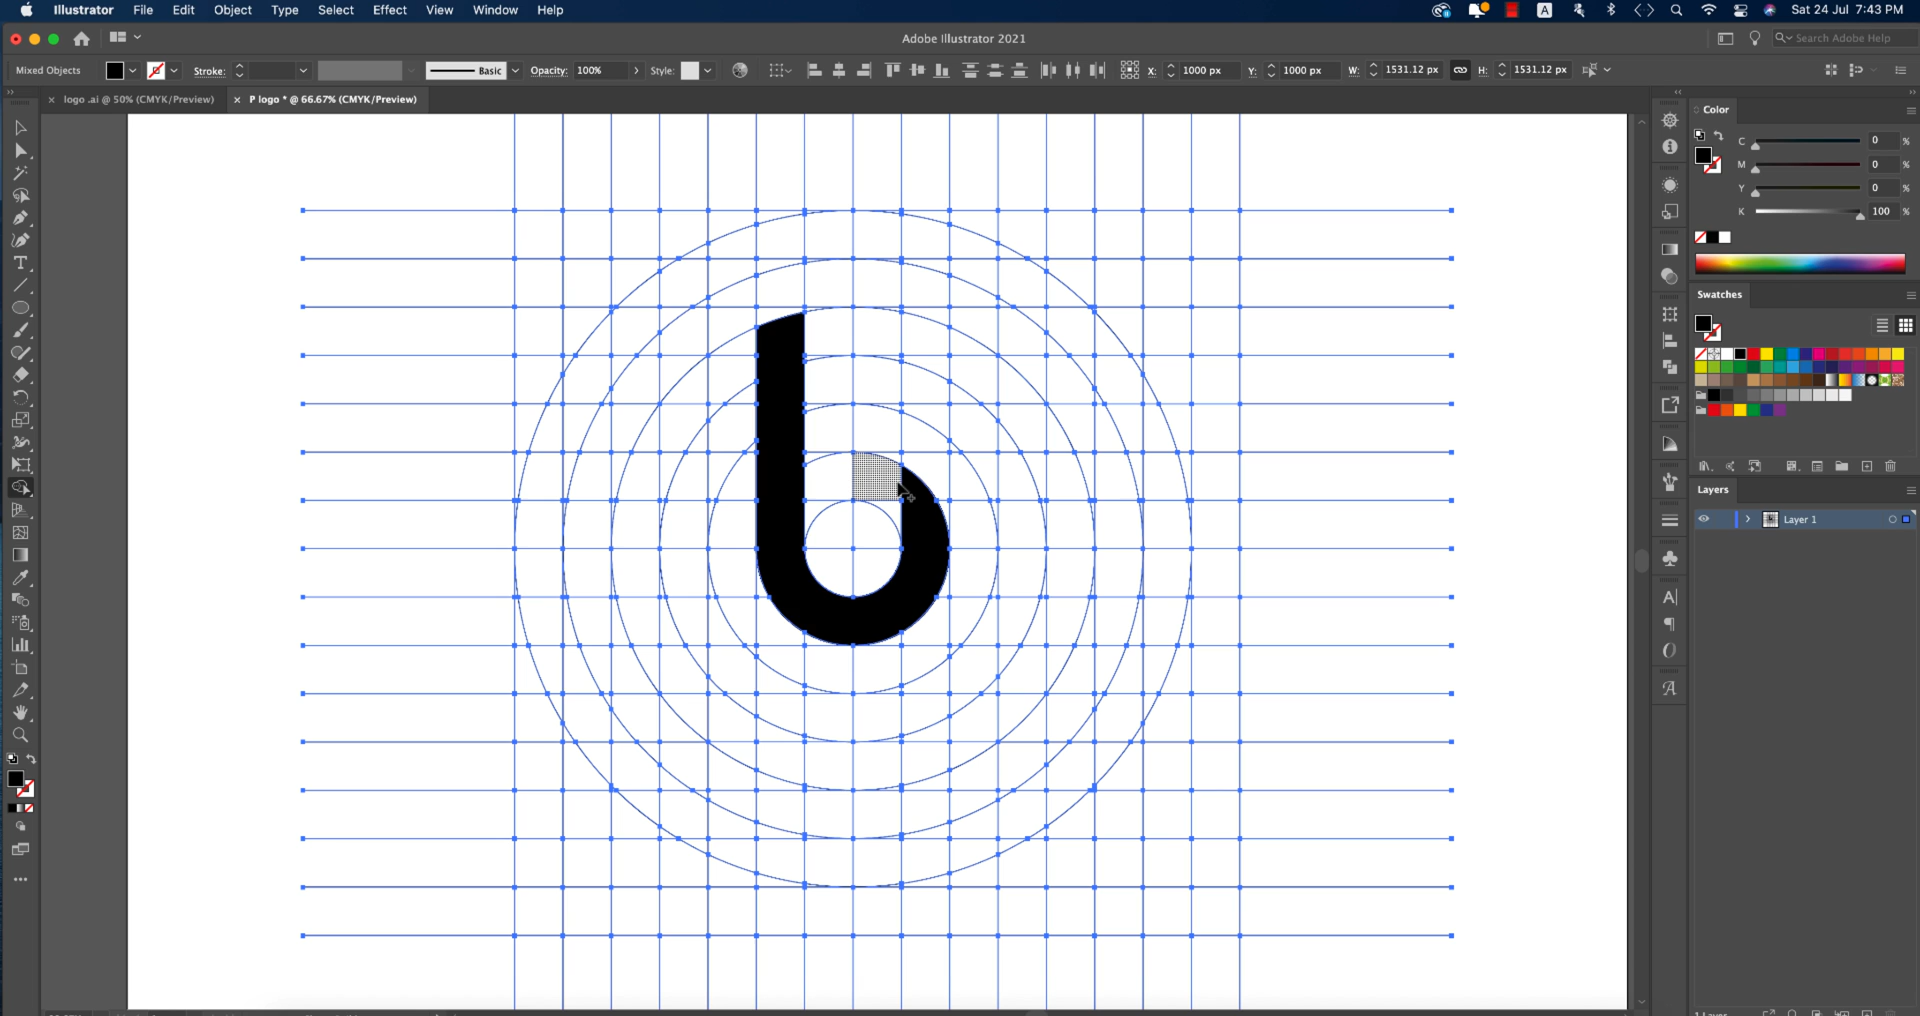 Illustrator File Edit Object Type Select Effect View Window Help A Sat 24 Jul 7:43 PM
Adobe Illustrator 2021 Search Adobe Help
Mixed Objects Stroke: Basic Opacity: 100% Style: X: 1000 px Y: 1000 px W: 1531.12 px H: 1531.12 px
× logo .ai @ 50% (CMYK/Preview) × P logo * @ 66.67% (CMYK/Preview)
Color
C 0 %
M 0 %
Y 0 %
K 100 %
Swatches
Layers
Layer 1
1 Layer